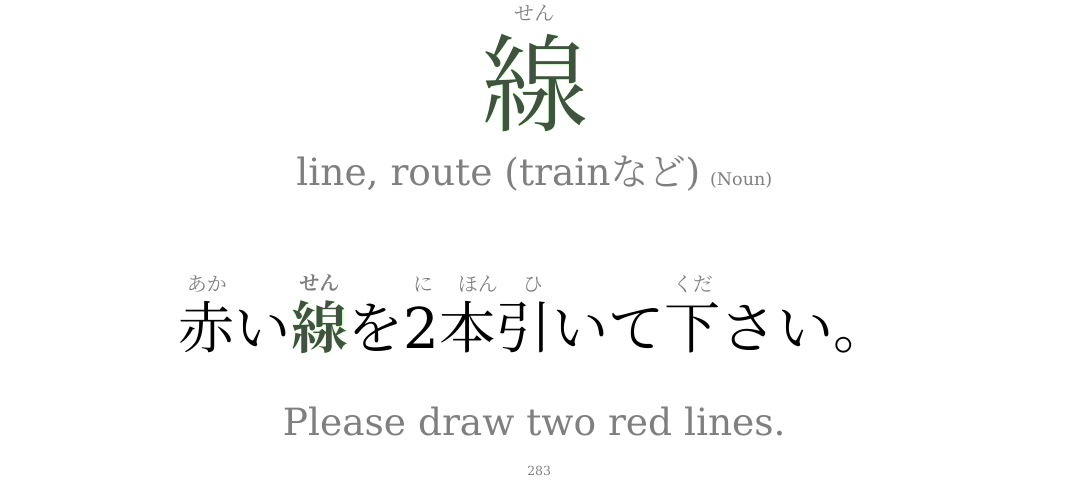 せん
線
line, route (trainなど) (Noun)
あか せん に ほん ひ くだ
赤い線を2本引いて下さい。
Please draw two red lines.
283